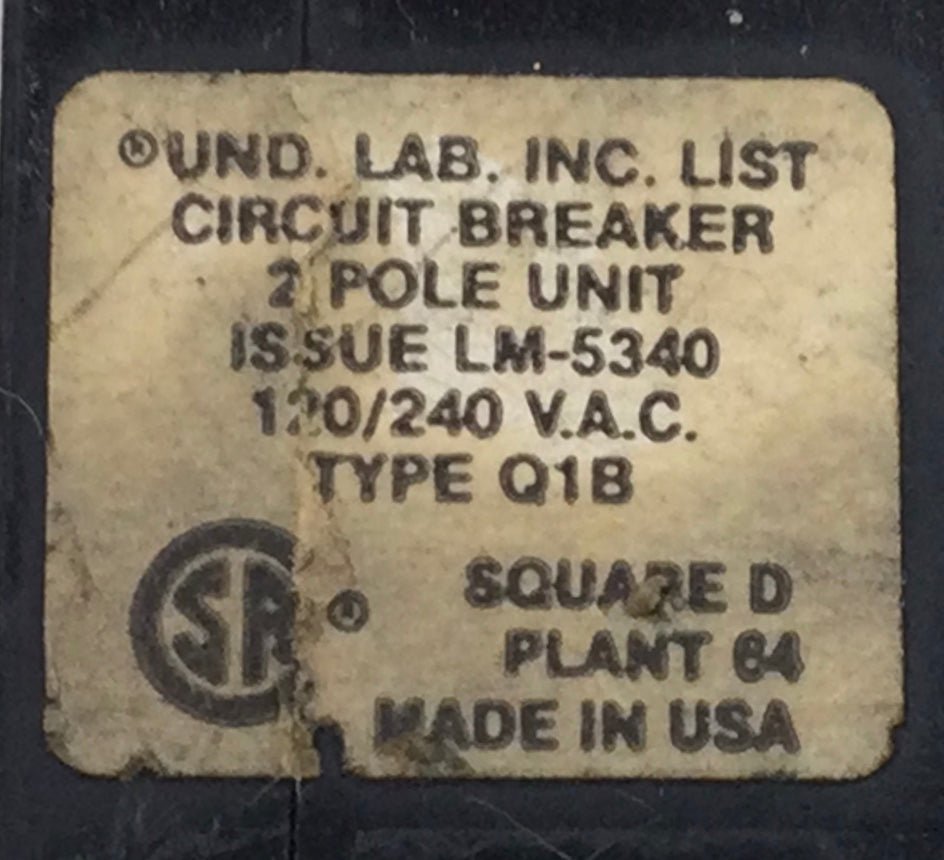 ®UND. LAB. INC. LIST
CIRCUIT BREAKER
2 POLE UNIT
ISSUE LM-5340
120/240 V.A.C.
TYPE Q1B
SA ®
SQUARE D
PLANT 64
MADE IN USA